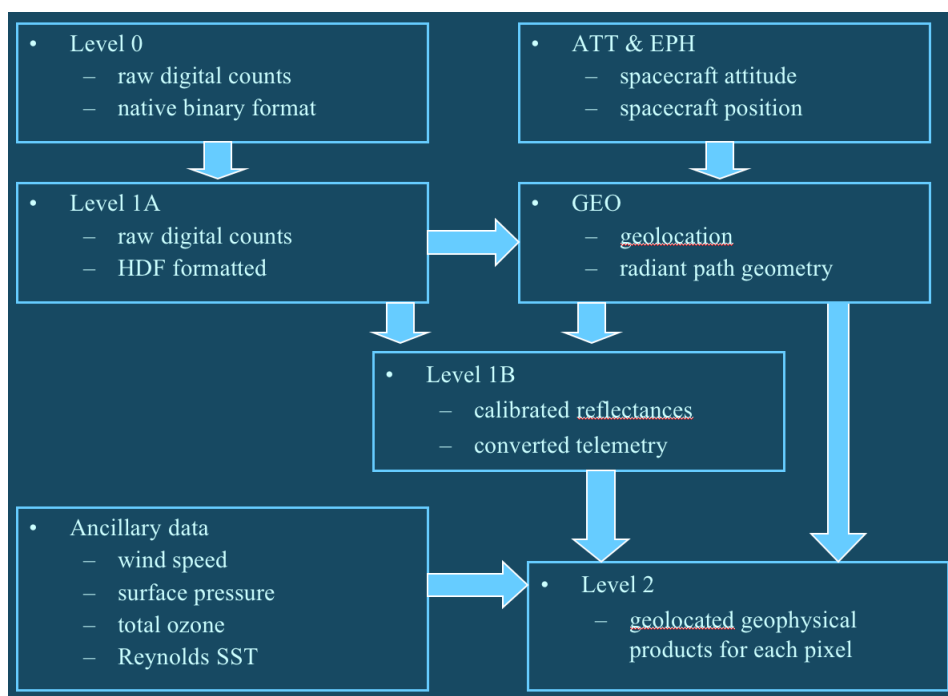 • Level 0
– raw digital counts
– native binary format
• ATT & EPH
– spacecraft attitude
– spacecraft position
• Level 1A
– raw digital counts
– HDF formatted
• GEO
– geolocation
– radiant path geometry
• Level 1B
– calibrated reflectances
– converted telemetry
• Ancillary data
– wind speed
– surface pressure
– total ozone
– Reynolds SST
• Level 2
– geolocated geophysical
products for each pixel